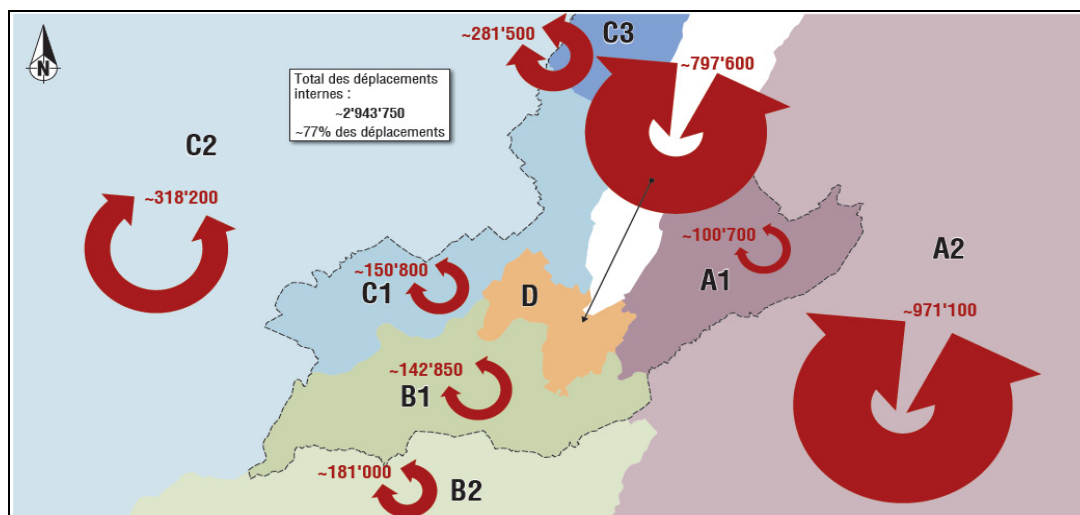 N
~281'500
C3
~797'600
Total des déplacements
internes :
~2'943'750
~77% des déplacements
C2
~318'200
~100'700
A1
A2
~150'800
C1
D
~971'100
~142'850
B1
~181'000
B2